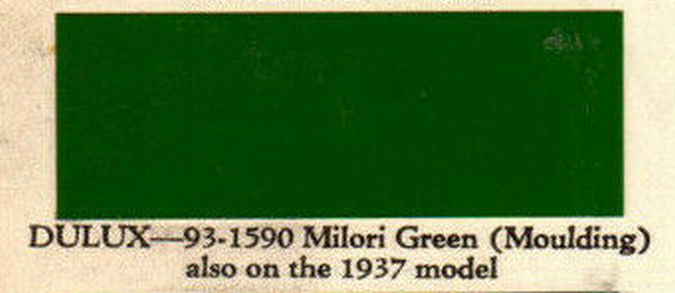 DULUX—93-1590 Milori Green (Moulding)
also on the 1937 model